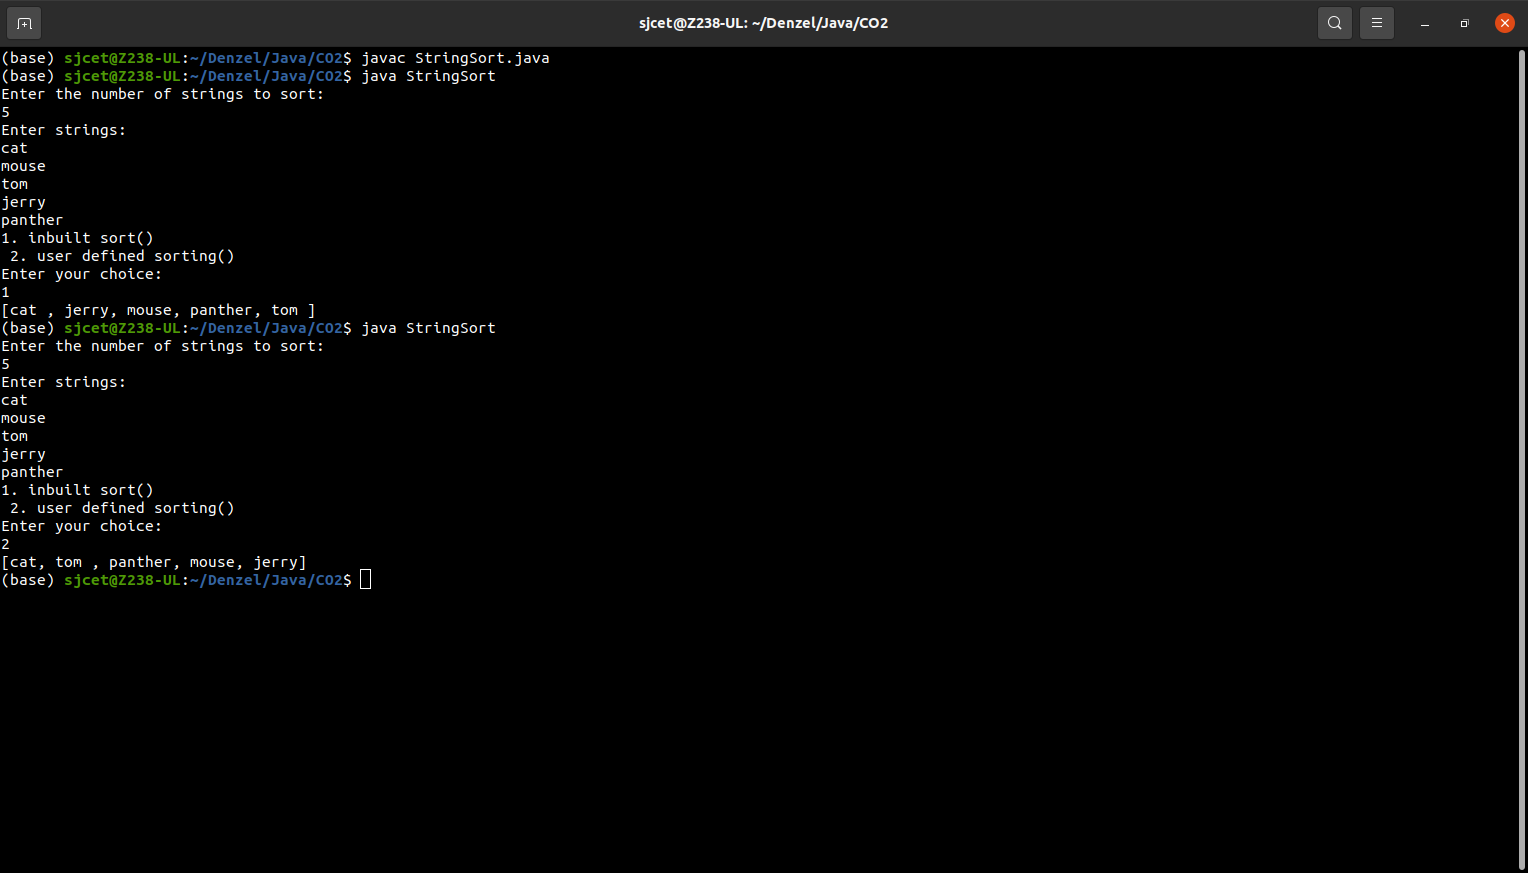 sjcet@Z238-UL: ~/Denzel/Java/CO2
(base) sjcet@Z238-UL:~/Denzel/Java/CO2$ javac StringSort.java
(base) sjcet@Z238-UL:~/Denzel/Java/CO2$ java StringSort
Enter the number of strings to sort:
5
Enter strings:
cat
mouse
tom
jerry
panther
1. inbuilt sort()
 2. user defined sorting()
Enter your choice:
1
[cat , jerry, mouse, panther, tom ]
(base) sjcet@Z238-UL:~/Denzel/Java/CO2$ java StringSort
Enter the number of strings to sort:
5
Enter strings:
cat
mouse
tom
jerry
panther
1. inbuilt sort()
 2. user defined sorting()
Enter your choice:
2
[cat, tom , panther, mouse, jerry]
(base) sjcet@Z238-UL:~/Denzel/Java/CO2$